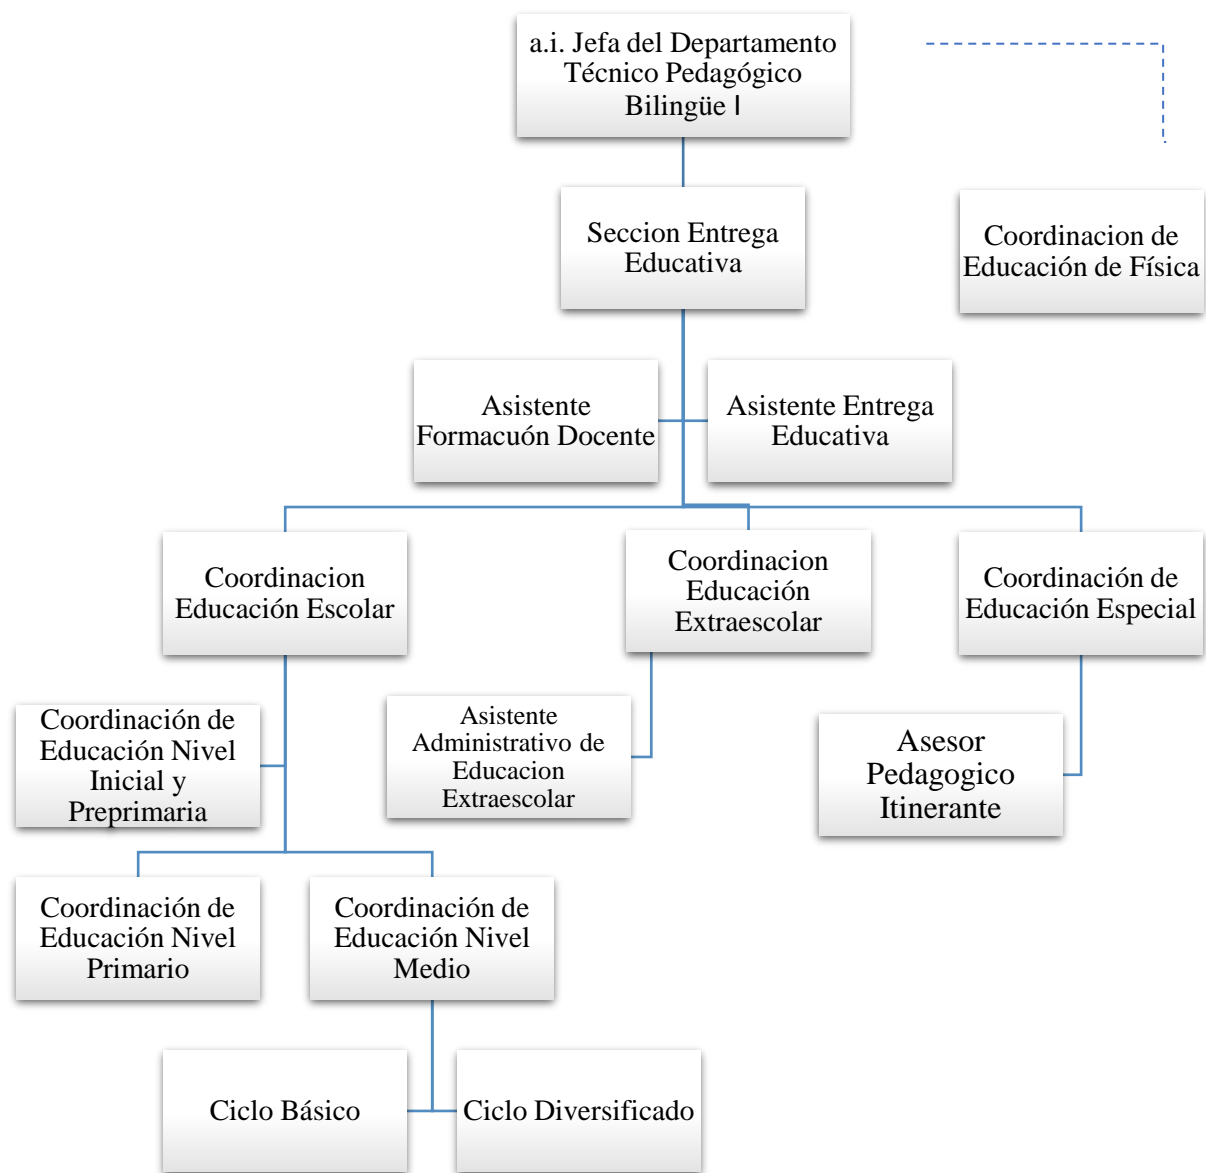 a.i. Jefa del Departamento
Técnico Pedagógico
Bilingüe I
Seccion Entrega
Educativa
Coordinacion de
Educación de Física
Asistente
Formacuón Docente
Asistente Entrega
Educativa
Coordinacion
Educación Escolar
Coordinacion
Educación
Extraescolar
Coordinación de
Educación Especial
Coordinación de
Educación Nivel
Inicial y
Preprimaria
Asistente
Administrativo de
Educacion
Extraescolar
Asesor
Pedagogico
Itinerante
Coordinación de
Educación Nivel
Primario
Coordinación de
Educación Nivel
Medio
Ciclo Básico
Ciclo Diversificado